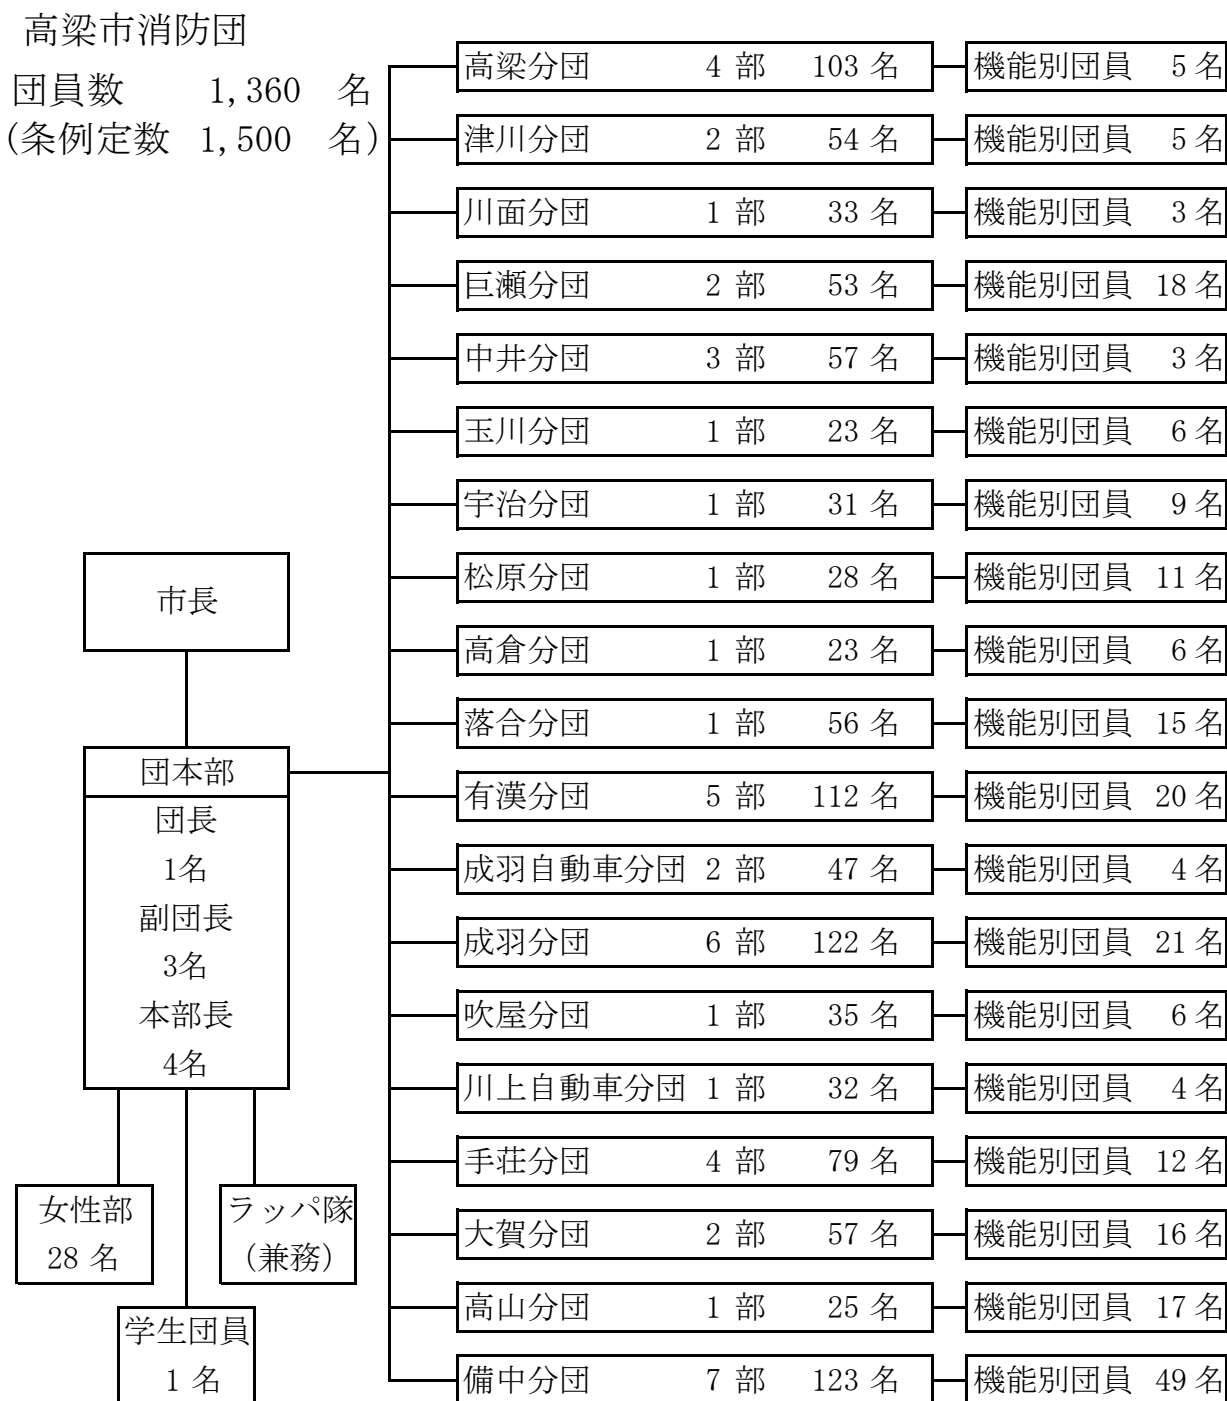 高梁市消防団
団員数 1,360 名
(条例定数 1,500 名)
高梁分団 4 部 103 名 機能別団員 5 名
津川分団 2 部 54 名 機能別団員 5 名
川面分団 1 部 33 名 機能別団員 3 名
巨瀬分団 2 部 53 名 機能別団員 18 名
中井分団 3 部 57 名 機能別団員 3 名
玉川分団 1 部 23 名 機能別団員 6 名
宇治分団 1 部 31 名 機能別団員 9 名
松原分団 1 部 28 名 機能別団員 11 名
高倉分団 1 部 23 名 機能別団員 6 名
落合分団 1 部 56 名 機能別団員 15 名
有漢分団 5 部 112 名 機能別団員 20 名
成羽自動車分団 2 部 47 名 機能別団員 4 名
成羽分団 6 部 122 名 機能別団員 21 名
吹屋分団 1 部 35 名 機能別団員 6 名
川上自動車分団 1 部 32 名 機能別団員 4 名
手荘分団 4 部 79 名 機能別団員 12 名
大賀分団 2 部 57 名 機能別団員 16 名
高山分団 1 部 25 名 機能別団員 17 名
備中分団 7 部 123 名 機能別団員 49 名
市長
団本部
団長
1名
副団長
3名
本部長
4名
女性部
28 名
ラッパ隊
(兼務)
学生団員
1 名